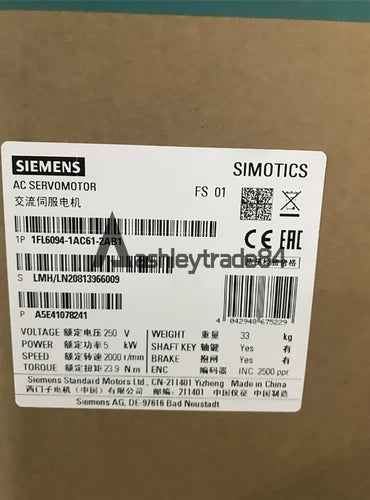 SIEMENS
SIMOTICS
AC SERVOMOTOR
FS 01
交流伺服电机
1P 1FL6094-1AC61-2AB1
CE EAC
ashleytrade84
S LMH/LN20813966009
4 042948 675229
P A5E41078241
VOLTAGE 额定电压 250 V WEIGHT 重量 33 kg
POWER 额定功率 5 kW SHAFT KEY 轴键 Yes 有
SPEED 额定转速 2000 r/min BRAKE 抱闸 Yes 有
TORQUE 额定扭矩 23.9 N.m ENC 编码器 INC 2500 ppr
Siemens Standard Motors Ltd., CN-211401 Yizheng Made in China
西门子电机（中国）有限公司 邮编：211401 中国仪征 中国制造
Siemens AG, DE-97616 Bad Neustadt